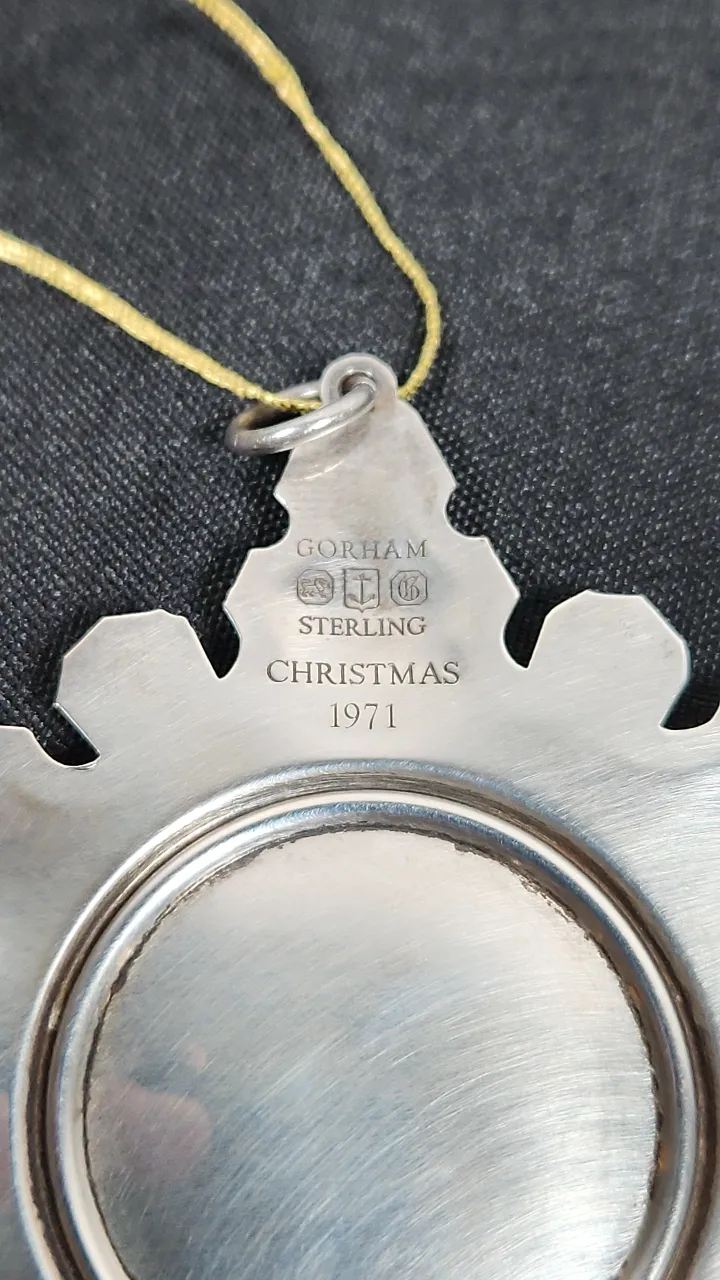 GORHAM
G
STERLING
CHRISTMAS
1971